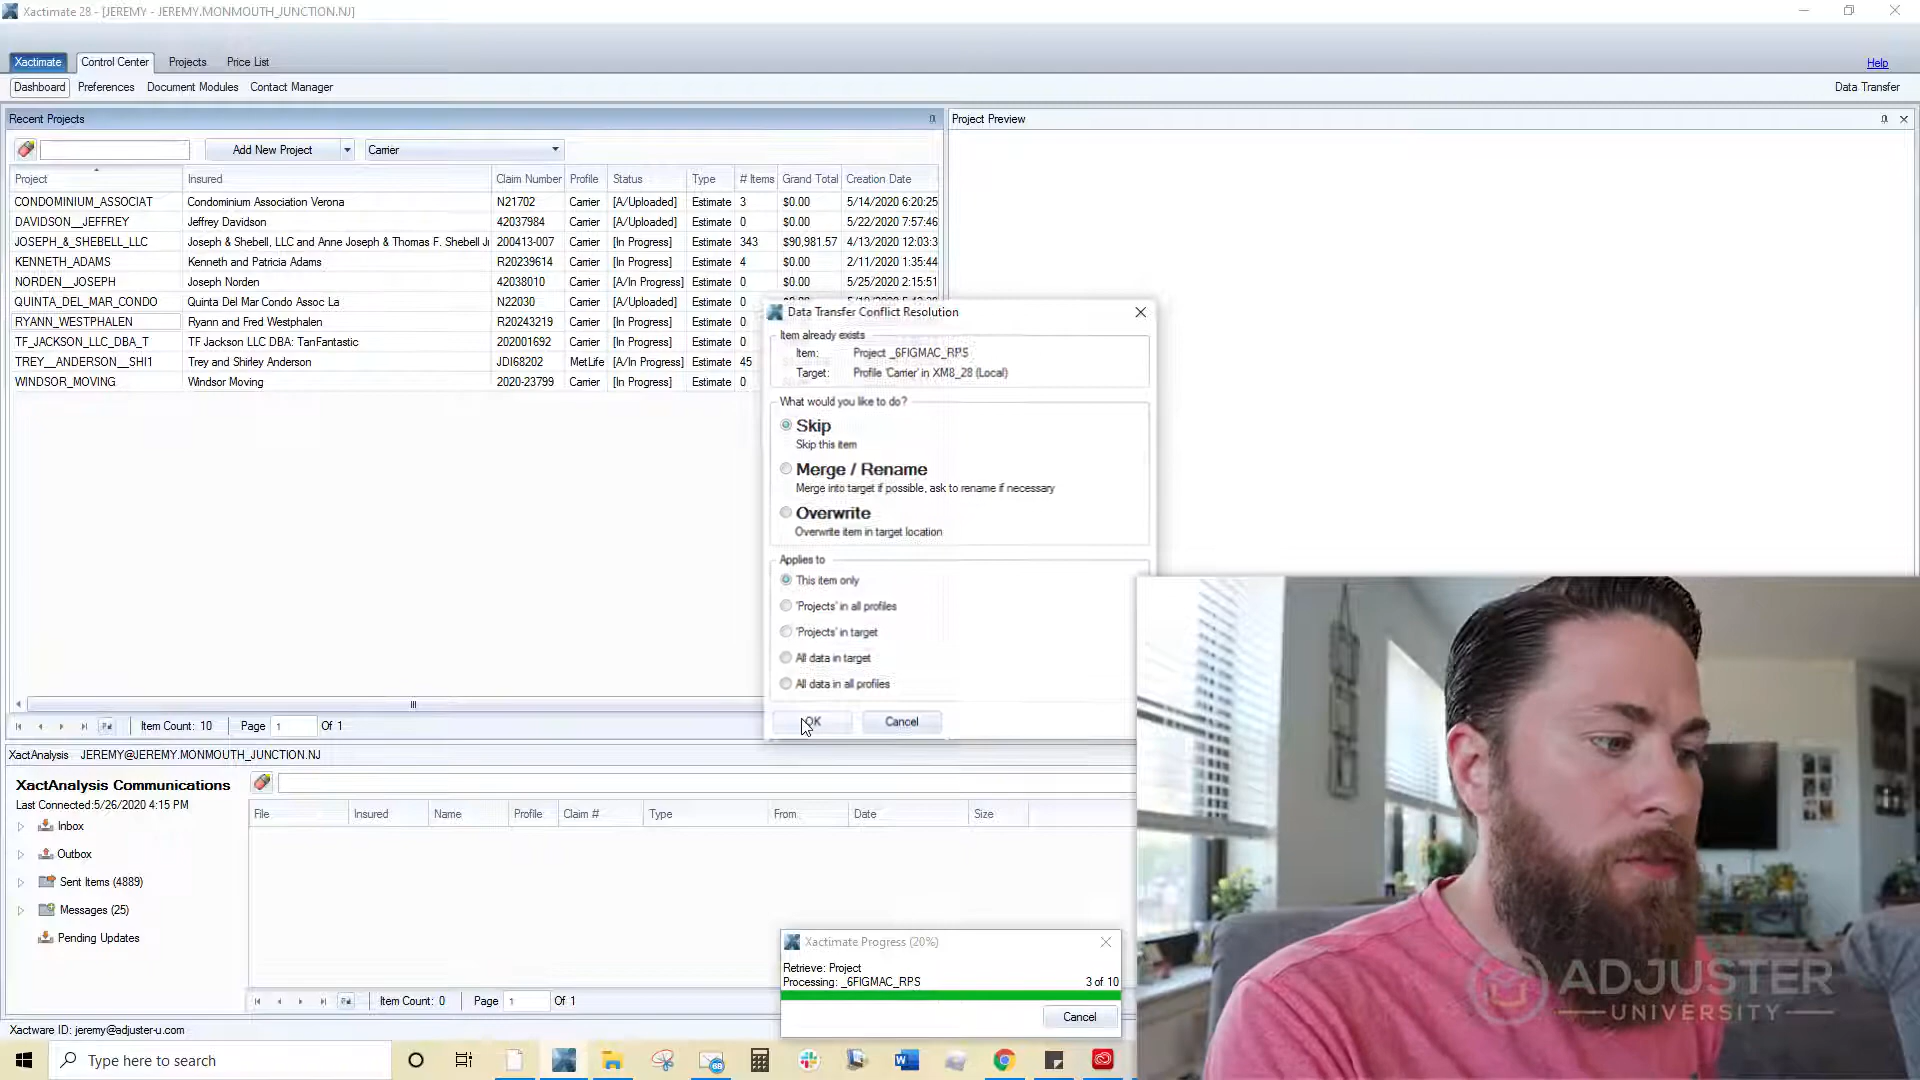 Xactimate 28 - [JEREMY - JEREMY.MONMOUTH_JUNCTION.NJ]
Xactimate Control Center Projects Price List Help
Dashboard Preferences Document Modules Contact Manager Data Transfer
Recent Projects
Project Preview
Add New Project Carrier
Project Insured Claim Number Profile Status Type # Items Grand Total Creation Date
CONDOMINIUM_ASSOCIAT Condominium Association Verona N21702 Carrier [A/Uploaded] Estimate 3 $0.00 5/14/2020 6:20:25
DAVIDSON__JEFFREY Jeffrey Davidson 42037984 Carrier [A/Uploaded] Estimate 0 $0.00 5/22/2020 7:57:46
JOSEPH_&_SHEBELL_LLC Joseph & Shebell, LLC and Anne Joseph & Thomas F. Shebell Jr 200413-007 Carrier [In Progress] Estimate 343 $90,981.57 4/13/2020 12:03:3
KENNETH_ADAMS Kenneth and Patricia Adams R20239614 Carrier [In Progress] Estimate 4 $0.00 2/11/2020 1:35:44
NORDEN__JOSEPH Joseph Norden 42038010 Carrier [A/In Progress] Estimate 0 $0.00 5/25/2020 2:15:51
QUINTA_DEL_MAR_CONDO Quinta Del Mar Condo Assoc La N22030 Carrier [A/Uploaded] Estimate 0 $0.00
RYANN_WESTPHALEN Ryann and Fred Westphalen R20243219 Carrier [In Progress] Estimate 0
TF_JACKSON_LLC_DBA_T TF Jackson LLC DBA: TanFantastic 202001692 Carrier [In Progress] Estimate 0
TREY__ANDERSON__SHI1 Trey and Shirley Anderson JDI68202 MetLife [A/In Progress] Estimate 45
WINDSOR_MOVING Windsor Moving 2020-23799 Carrier [In Progress] Estimate 0
Data Transfer Conflict Resolution
Item already exists
Item: Project _6FIGMAC_RPS
Target: Profile 'Carrier' in XM8_28 (Local)
What would you like to do?
Skip
Skip this item
Merge / Rename
Merge into target if possible, ask to rename if necessary
Overwrite
Overwrite item in target location
Applies to
This item only
'Projects' in all profiles
'Projects' in target
All data in target
All data in all profiles
OK Cancel
Item Count: 10 Page 1 Of 1
XactAnalysis JEREMY@JEREMY.MONMOUTH_JUNCTION.NJ
XactAnalysis Communications
Last Connected:5/26/2020 4:15 PM
File Insured Name Profile Claim # Type From Date Size
Inbox
Outbox
Sent Items (4889)
Messages (25)
Pending Updates
Xactimate Progress (20%)
Retrieve: Project
Processing: _6FIGMAC_RPS 3 of 10
Cancel
Item Count: 0 Page 1 Of 1
Xactware ID: jeremy@adjuster-u.com
Type here to search
68
ADJUSTER
UNIVERSITY